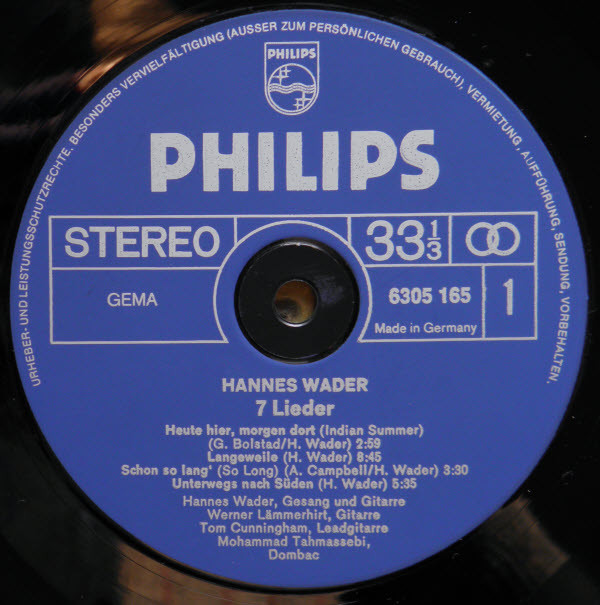 URHEBER- UND LEISTUNGSSCHUTZRECHTE, BESONDERS VERVIELFÄLTIGUNG (AUSSER ZUM PERSÖNLICHEN GEBRAUCH), VERMIETUNG, AUFFÜHRUNG, SENDUNG, VORBEHALTEN.
PHILIPS
PHILIPS
STEREO
33 1/3
GEMA
6305 165
1
Made in Germany
HANNES WADER
7 Lieder
Heute hier, morgen dort (Indian Summer)
(G. Bolstad/H. Wader) 2:59
Langeweile (H. Wader) 8:45
Schon so lang' (So Long) (A. Campbell/H. Wader) 3:30
Unterwegs nach Süden (H. Wader) 5:35
Hannes Wader, Gesang und Gitarre
Werner Lämmerhirt, Gitarre
Tom Cunningham, Leadgitarre
Mohammad Tahmassebi,
Dombac